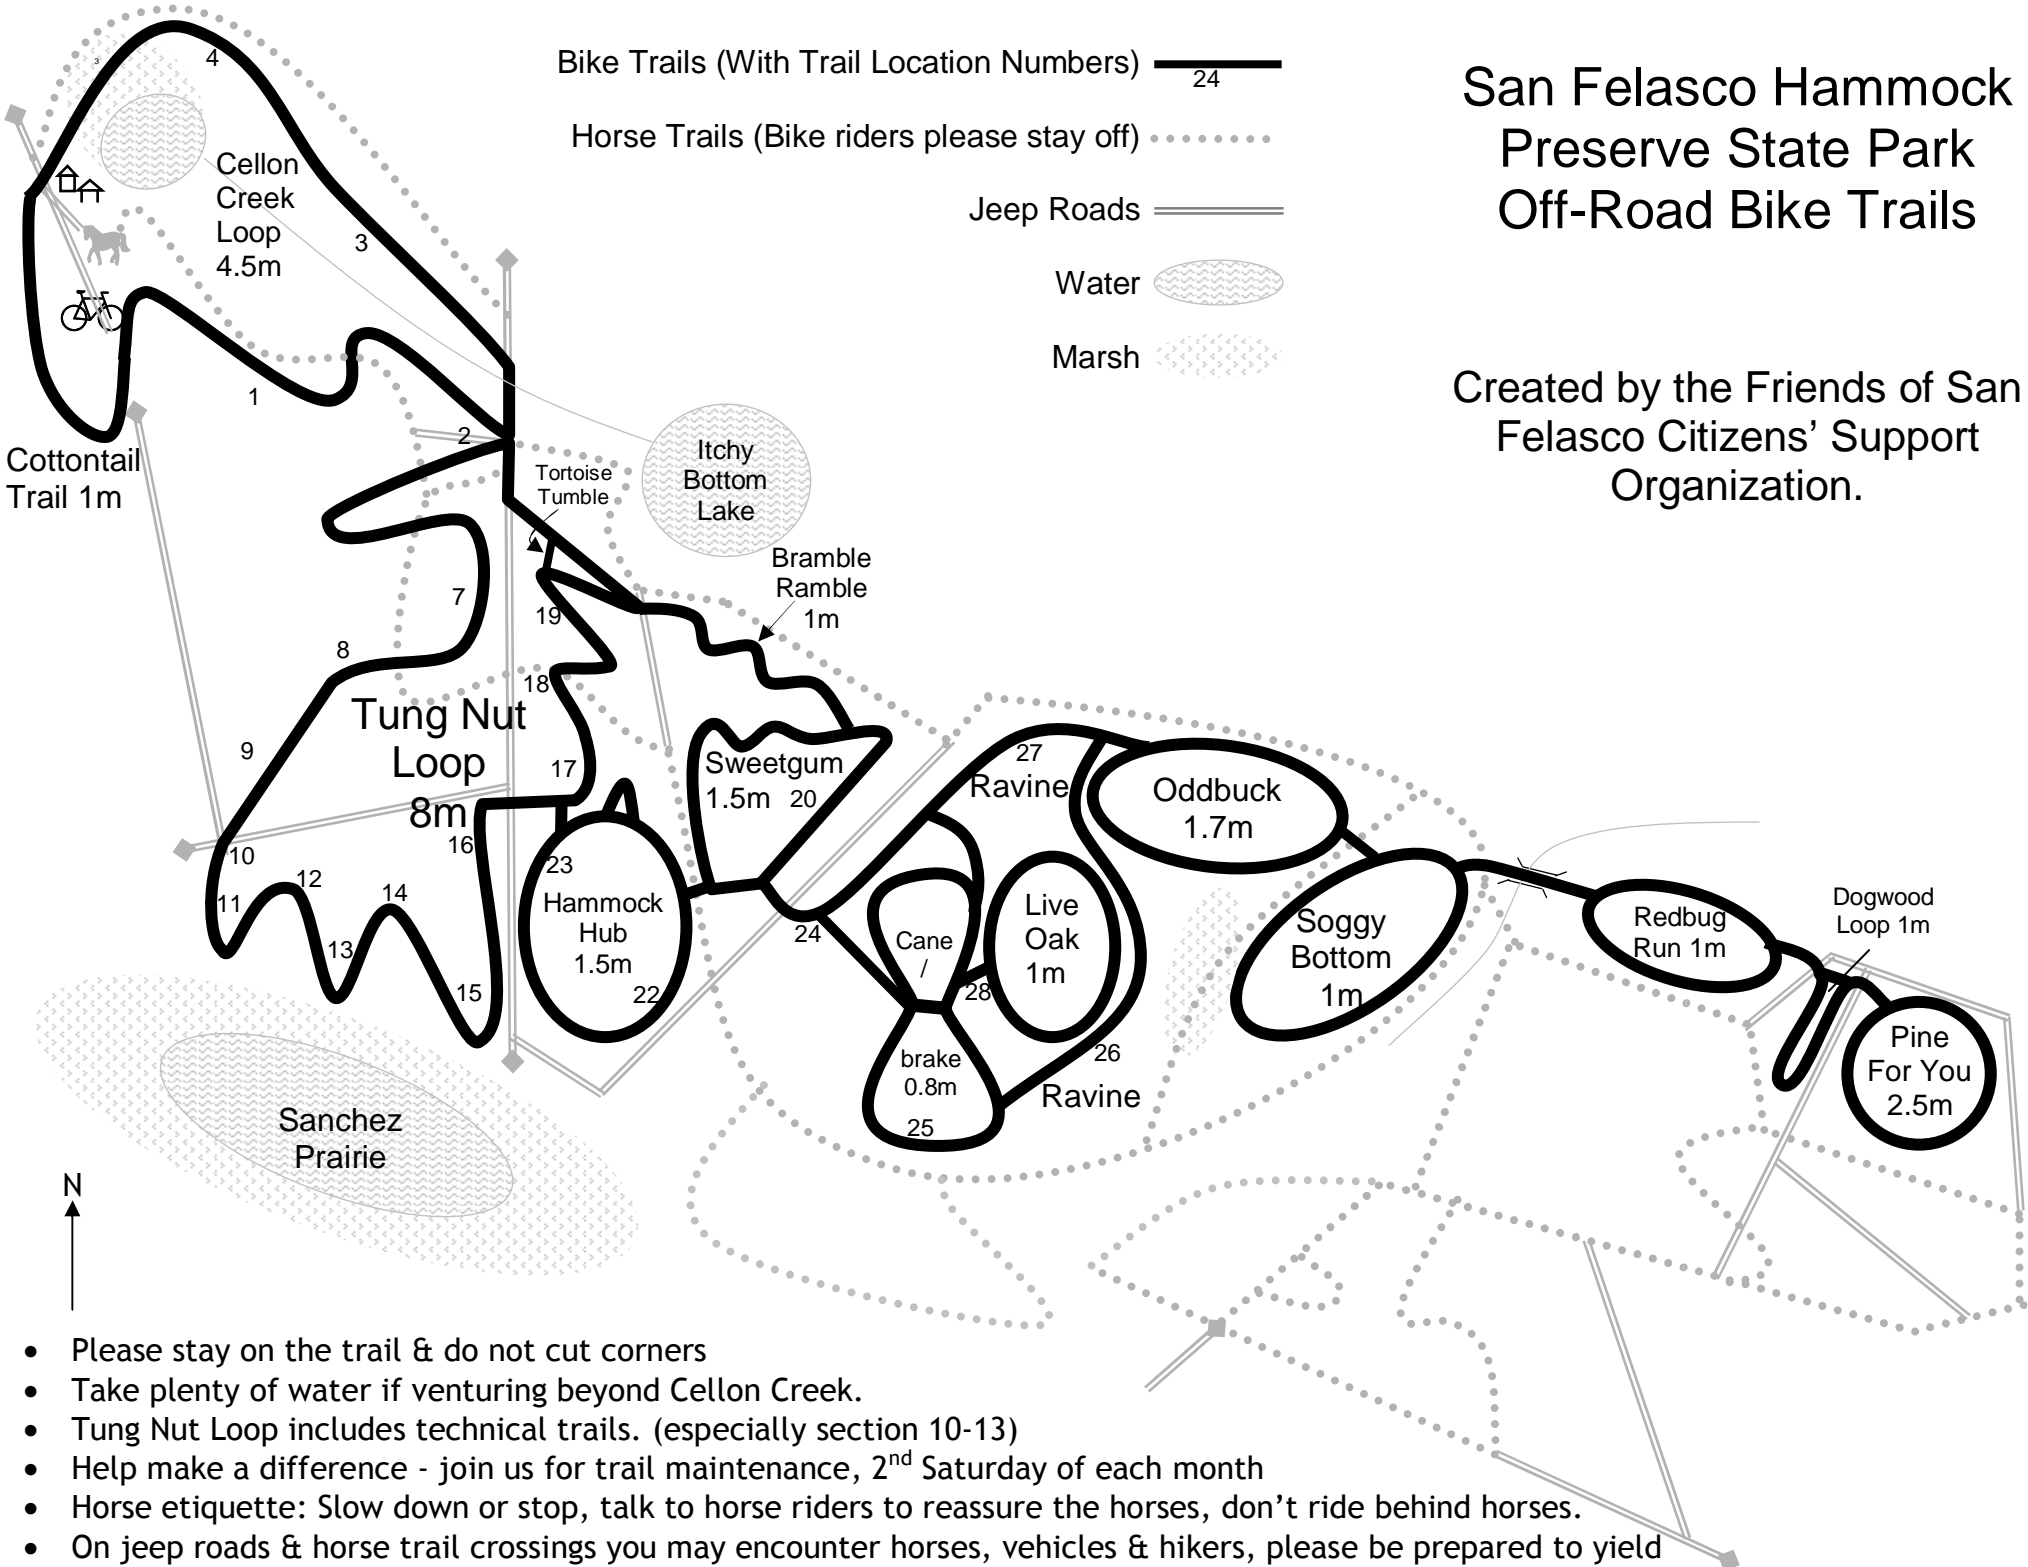 Bike Trails (With Trail Location Numbers)
24
Horse Trails (Bike riders please stay off)
Jeep Roads
Water
Marsh
San Felasco Hammock
Preserve State Park
Off-Road Bike Trails
Created by the Friends of San
Felasco Citizens’ Support
Organization.
3
4
Cellon
Creek
Loop
4.5m
3
1
2
Cottontail
Trail 1m
Tortoise
Tumble
Itchy
Bottom
Lake
Bramble
Ramble
1m
7
19
8
18
Tung Nut
Loop
8m
9
17
16
10
11
12
13
14
15
Sweetgum
1.5m
20
23
Hammock
Hub
1.5m
22
27
Ravine
Oddbuck
1.7m
24
Cane
/
brake
0.8m
25
Live
Oak
1m
28
26
Ravine
Soggy
Bottom
1m
Redbug
Run 1m
Dogwood
Loop 1m
Pine
For You
2.5m
Sanchez
Prairie
N
• Please stay on the trail & do not cut corners
• Take plenty of water if venturing beyond Cellon Creek.
• Tung Nut Loop includes technical trails. (especially section 10-13)
• Help make a difference - join us for trail maintenance, 2nd Saturday of each month
• Horse etiquette: Slow down or stop, talk to horse riders to reassure the horses, don’t ride behind horses.
• On jeep roads & horse trail crossings you may encounter horses, vehicles & hikers, please be prepared to yield